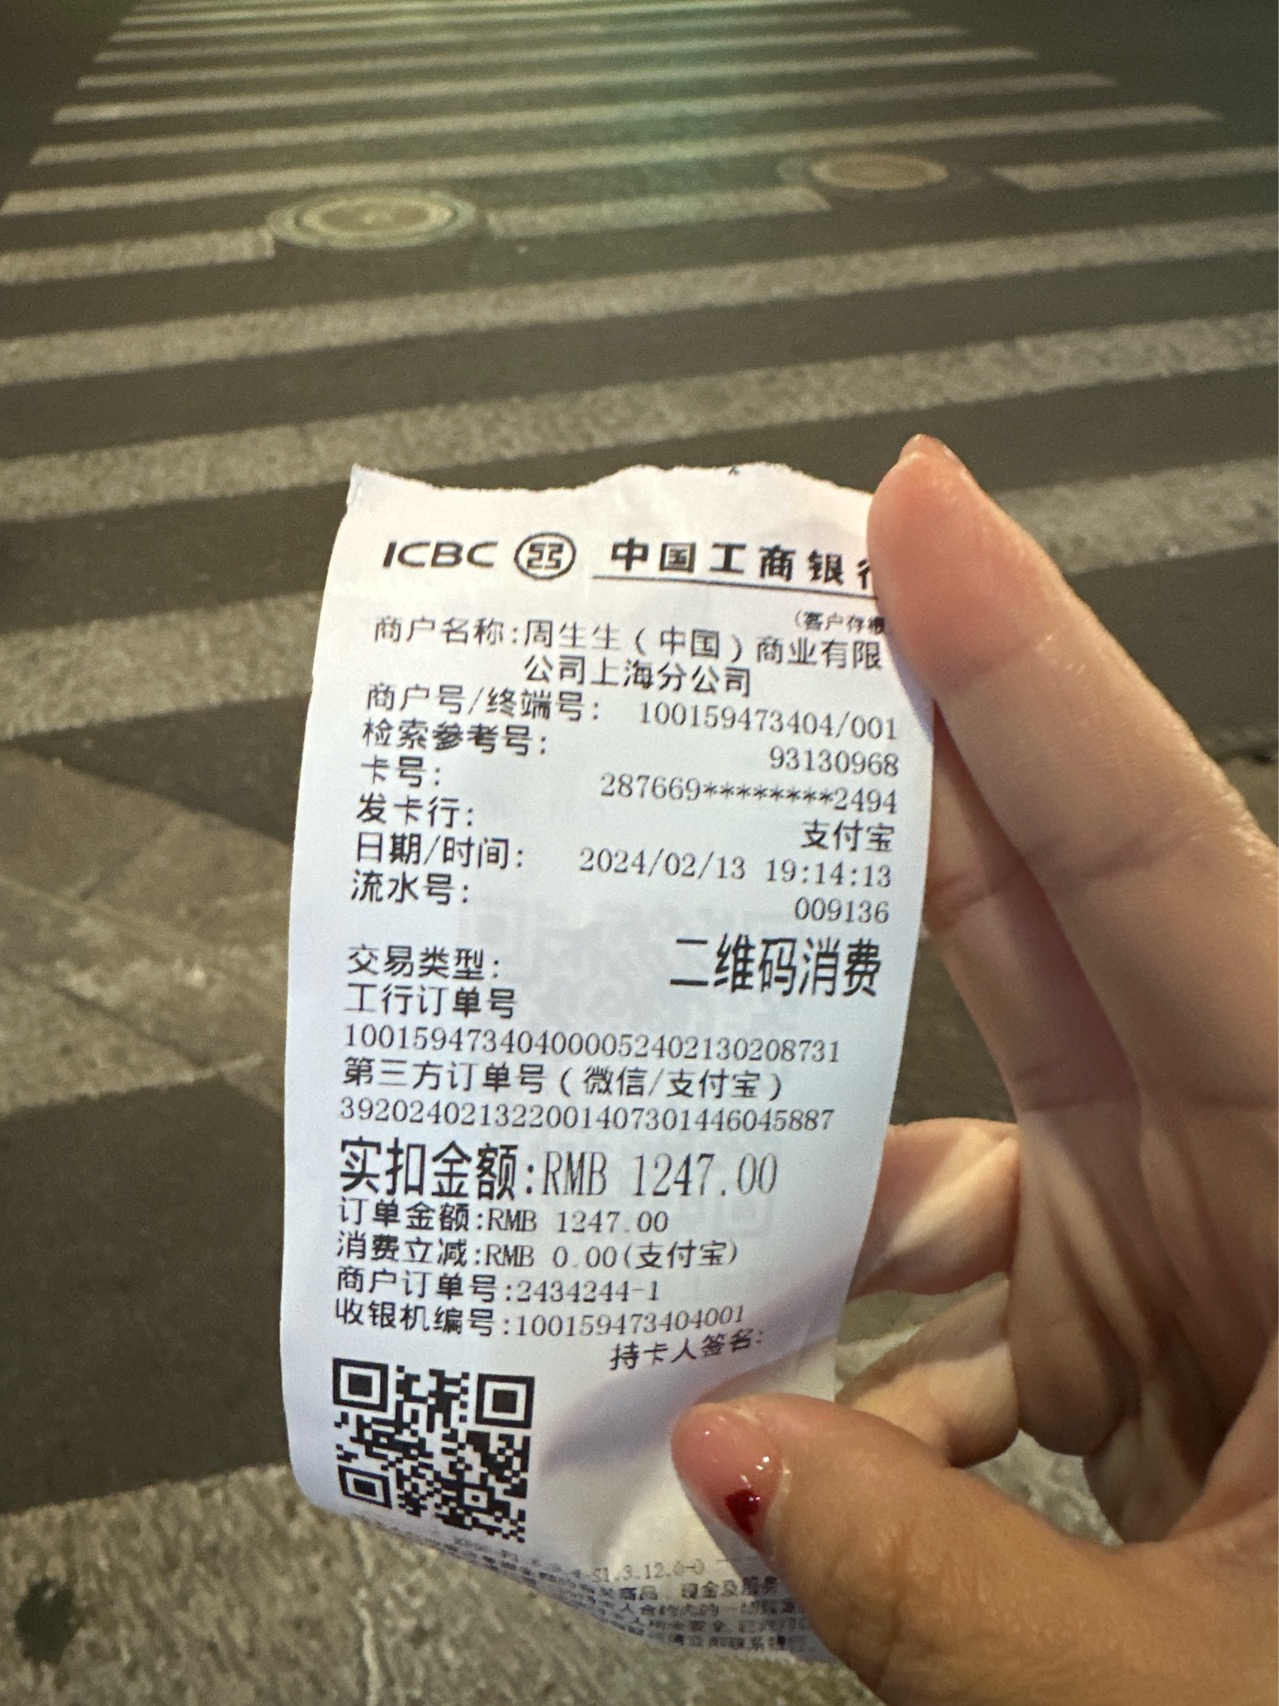 ICBC 中国工商银行
(客户存根
商户名称:周生生(中国)商业有限
公司上海分公司
商户号/终端号: 100159473404/001
检索参考号: 93130968
卡号: 287669********2494
发卡行: 支付宝
日期/时间: 2024/02/13 19:14:13
流水号: 009136
交易类型: 二维码消费
工行订单号
100159473404000052402130208731
第三方订单号(微信/支付宝)
39202402132200140730144604​5887
实扣金额:RMB 1247.00
订单金额:RMB 1247.00
消费立减:RMB 0.00(支付宝)
商户订单号:2434244-1
收银机编号:100159473404001
持卡人签名: